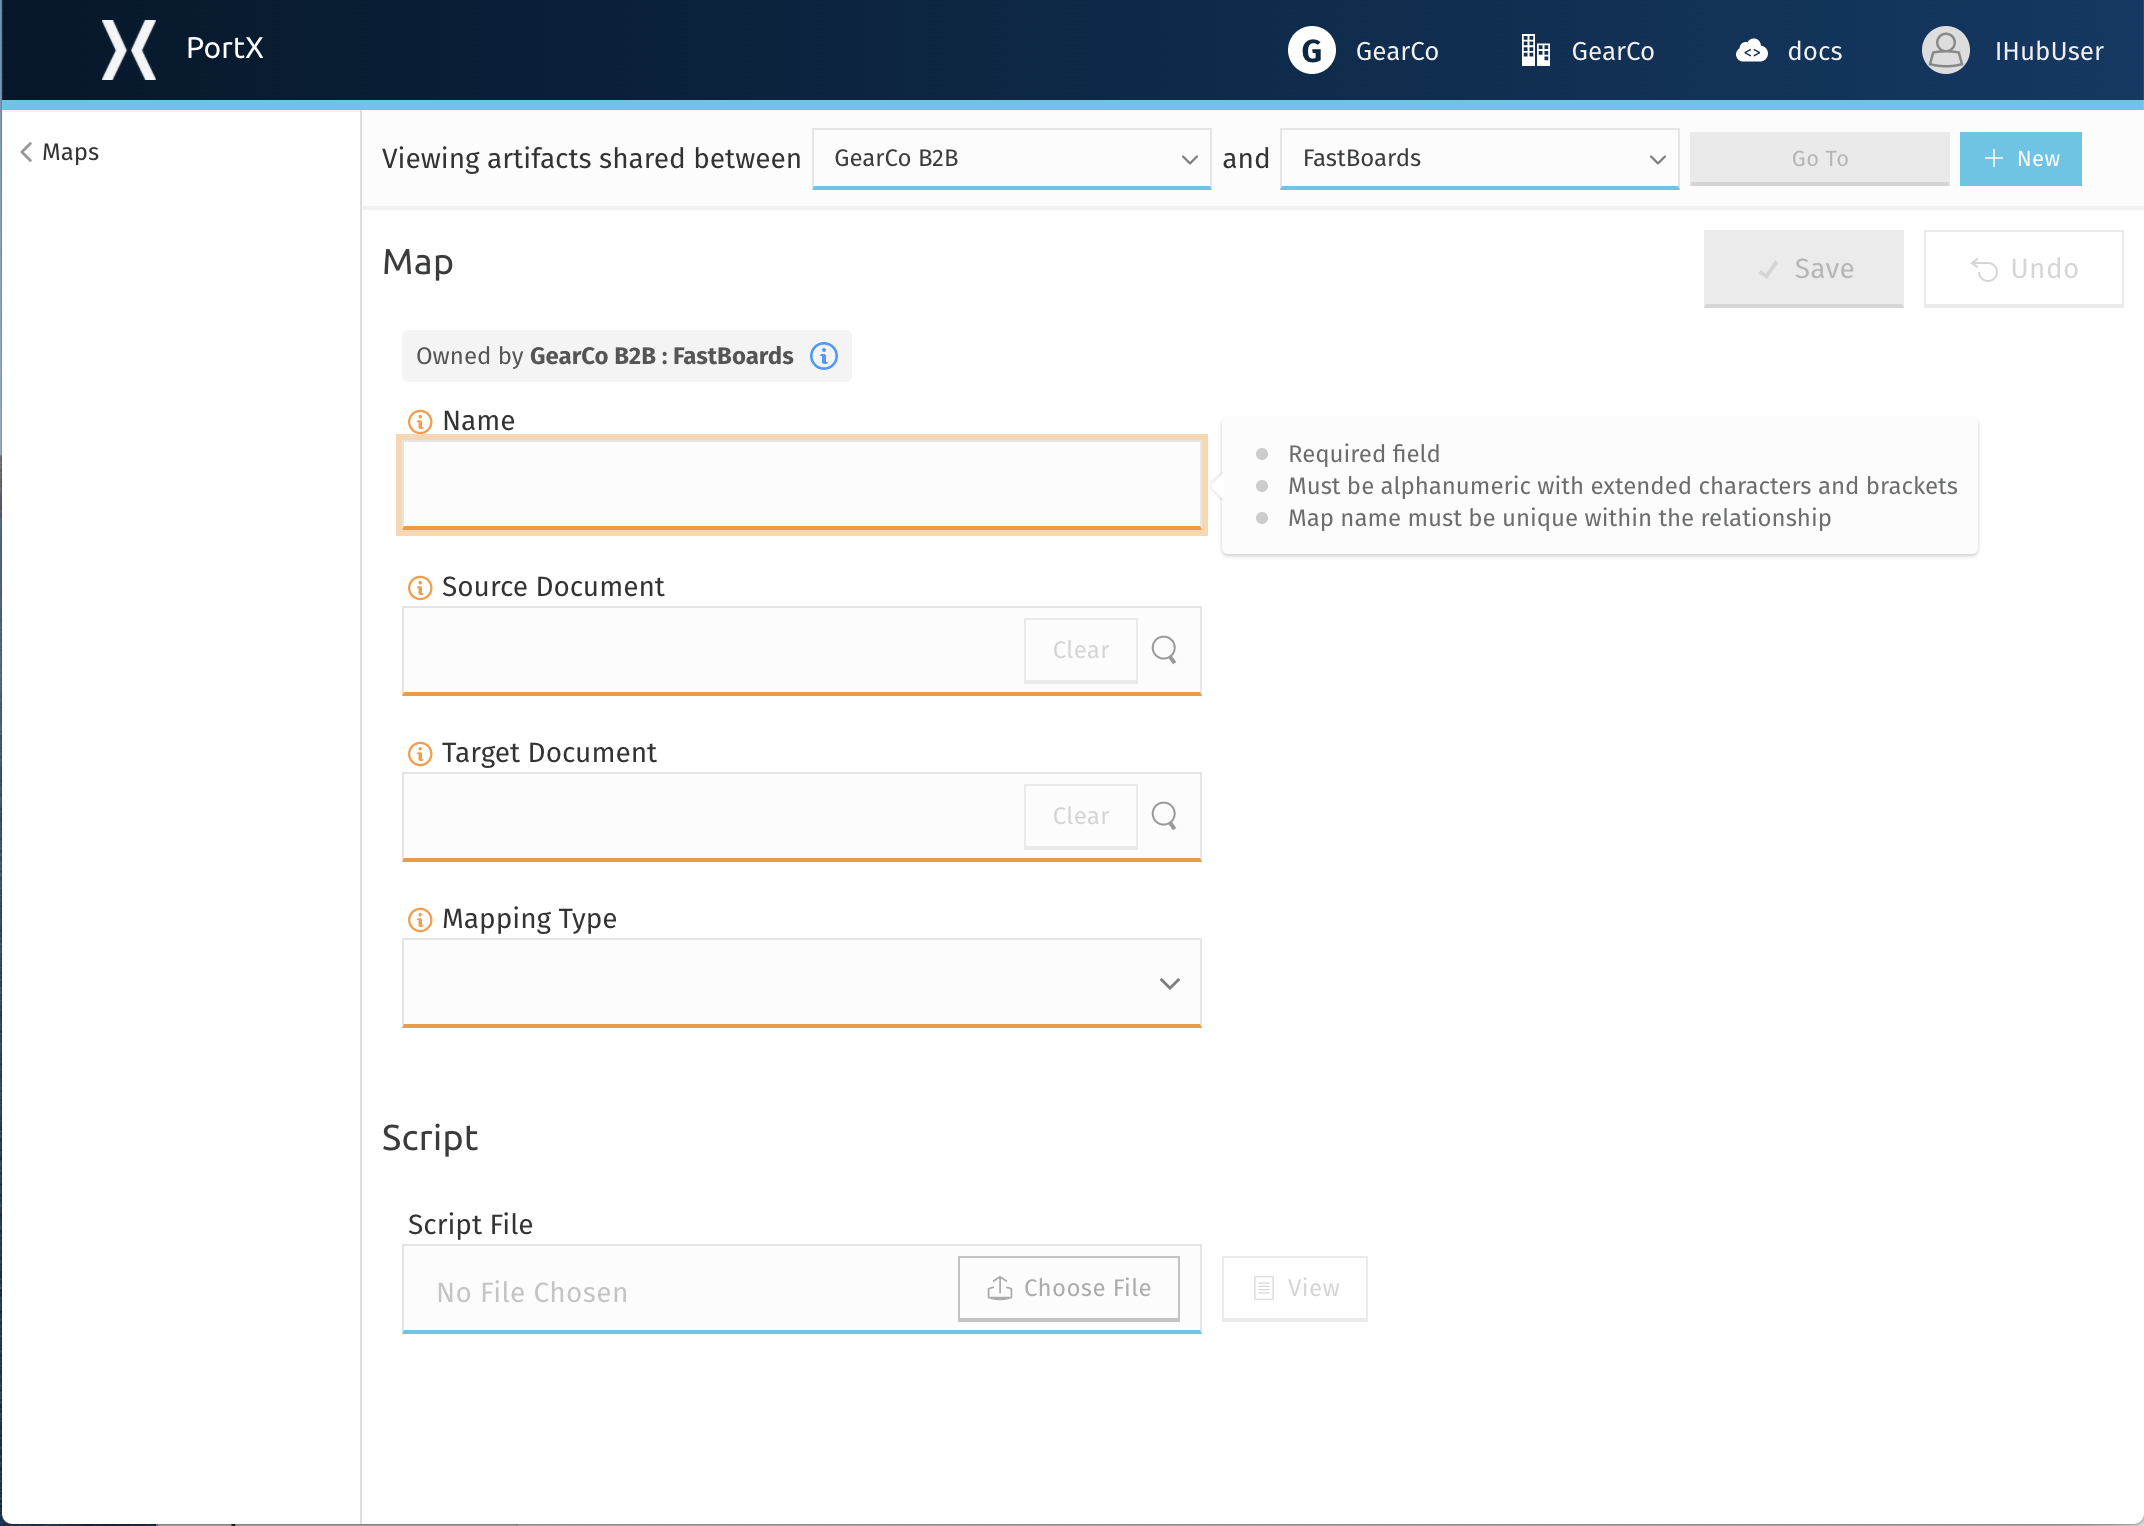 PortX
G GearCo GearCo docs IHubUser
Maps
Viewing artifacts shared between GearCo B2B and FastBoards Go To New
Map
Save Undo
Owned by GearCo B2B : FastBoards
Name
Required field
Must be alphanumeric with extended characters and brackets
Map name must be unique within the relationship
Source Document
Clear
Target Document
Clear
Mapping Type
Script
Script File
No File Chosen Choose File View